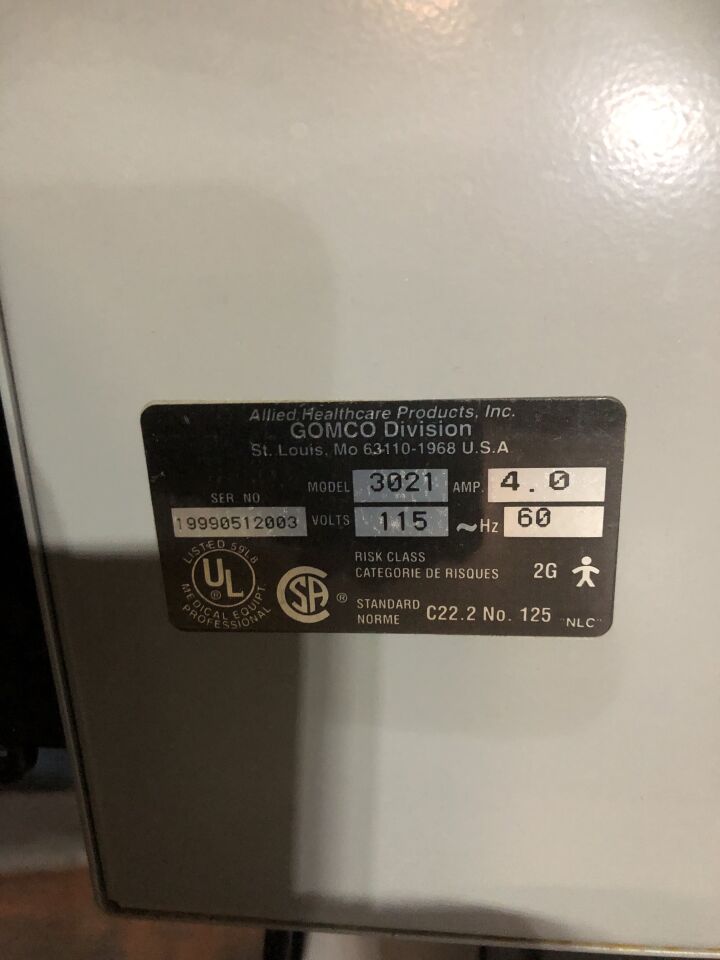 Allied Healthcare Products, Inc.
GOMCO Division
St. Louis, Mo 63110-1968 U.S.A
MODEL 3021 AMP. 4.0
SER. NO.
19990512003 VOLTS 115 ~Hz 60
LISTED 59L8
UL ®
MEDICAL EQUIPT
PROFESSIONAL
SA ®
RISK CLASS
CATEGORIE DE RISQUES 2G
STANDARD
NORME C22.2 No. 125 "NLC"